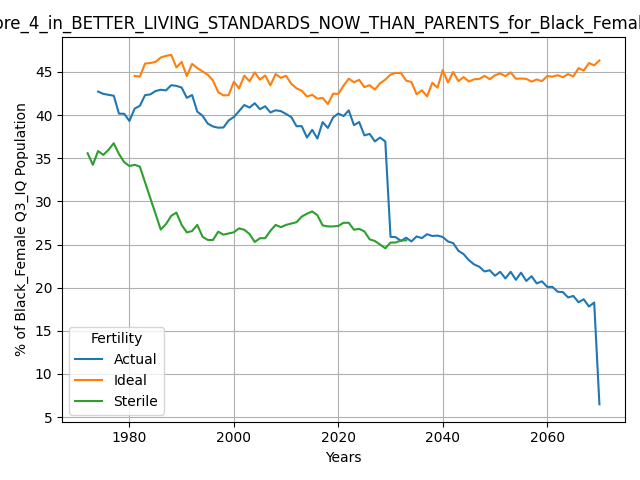 ore_4_in_BETTER_LIVING_STANDARDS_NOW_THAN_PARENTS_for_Black_Femal
% of Black_Female Q3_IQ Population
45
40
35
30
25
20
15
10
5
Fertility
Actual
Ideal
Sterile
1980 2000 2020 2040 2060
Years